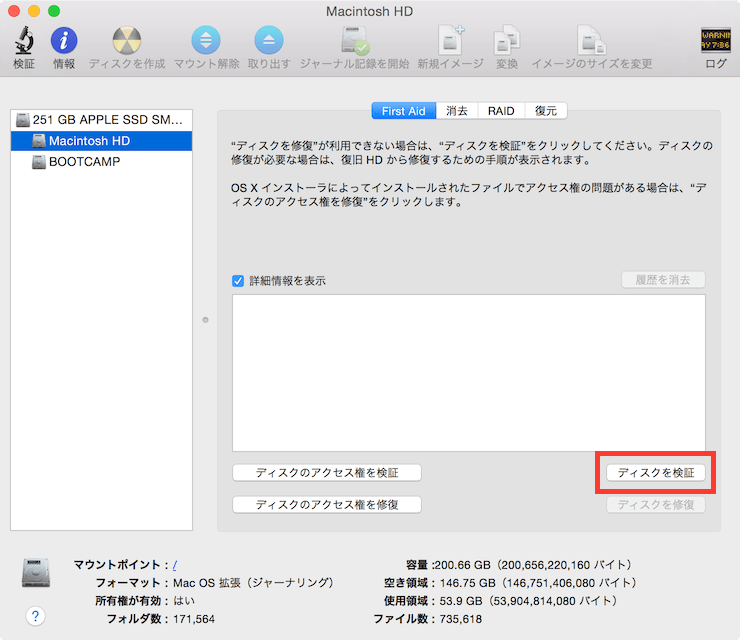 Macintosh HD
検証 情報 ディスクを作成 マウント解除 取り出す ジャーナル記録を開始 新規イメージ 変換 イメージのサイズを変更 ログ
251 GB APPLE SSD SM...
Macintosh HD
BOOTCAMP
First Aid 消去 RAID 復元
“ディスクを修復”が利用できない場合は、“ディスクを検証”をクリックしてください。ディスクの
修復が必要な場合は、復旧 HD から修復するための手順が表示されます。
OS X インストーラによってインストールされたファイルでアクセス権の問題がある場合は、“デ
ィスクのアクセス権を修復”をクリックします。
詳細情報を表示 履歴を消去
ディスクのアクセス権を検証 ディスクを検証
ディスクのアクセス権を修復 ディスクを修復
マウントポイント : / 容量 : 200.66 GB（200,656,220,160 バイト）
フォーマット : Mac OS 拡張（ジャーナリング） 空き領域 : 146.75 GB（146,751,406,080 バイト）
所有権が有効 : はい 使用領域 : 53.9 GB（53,904,814,080 バイト）
フォルダ数 : 171,564 ファイル数 : 735,618
?